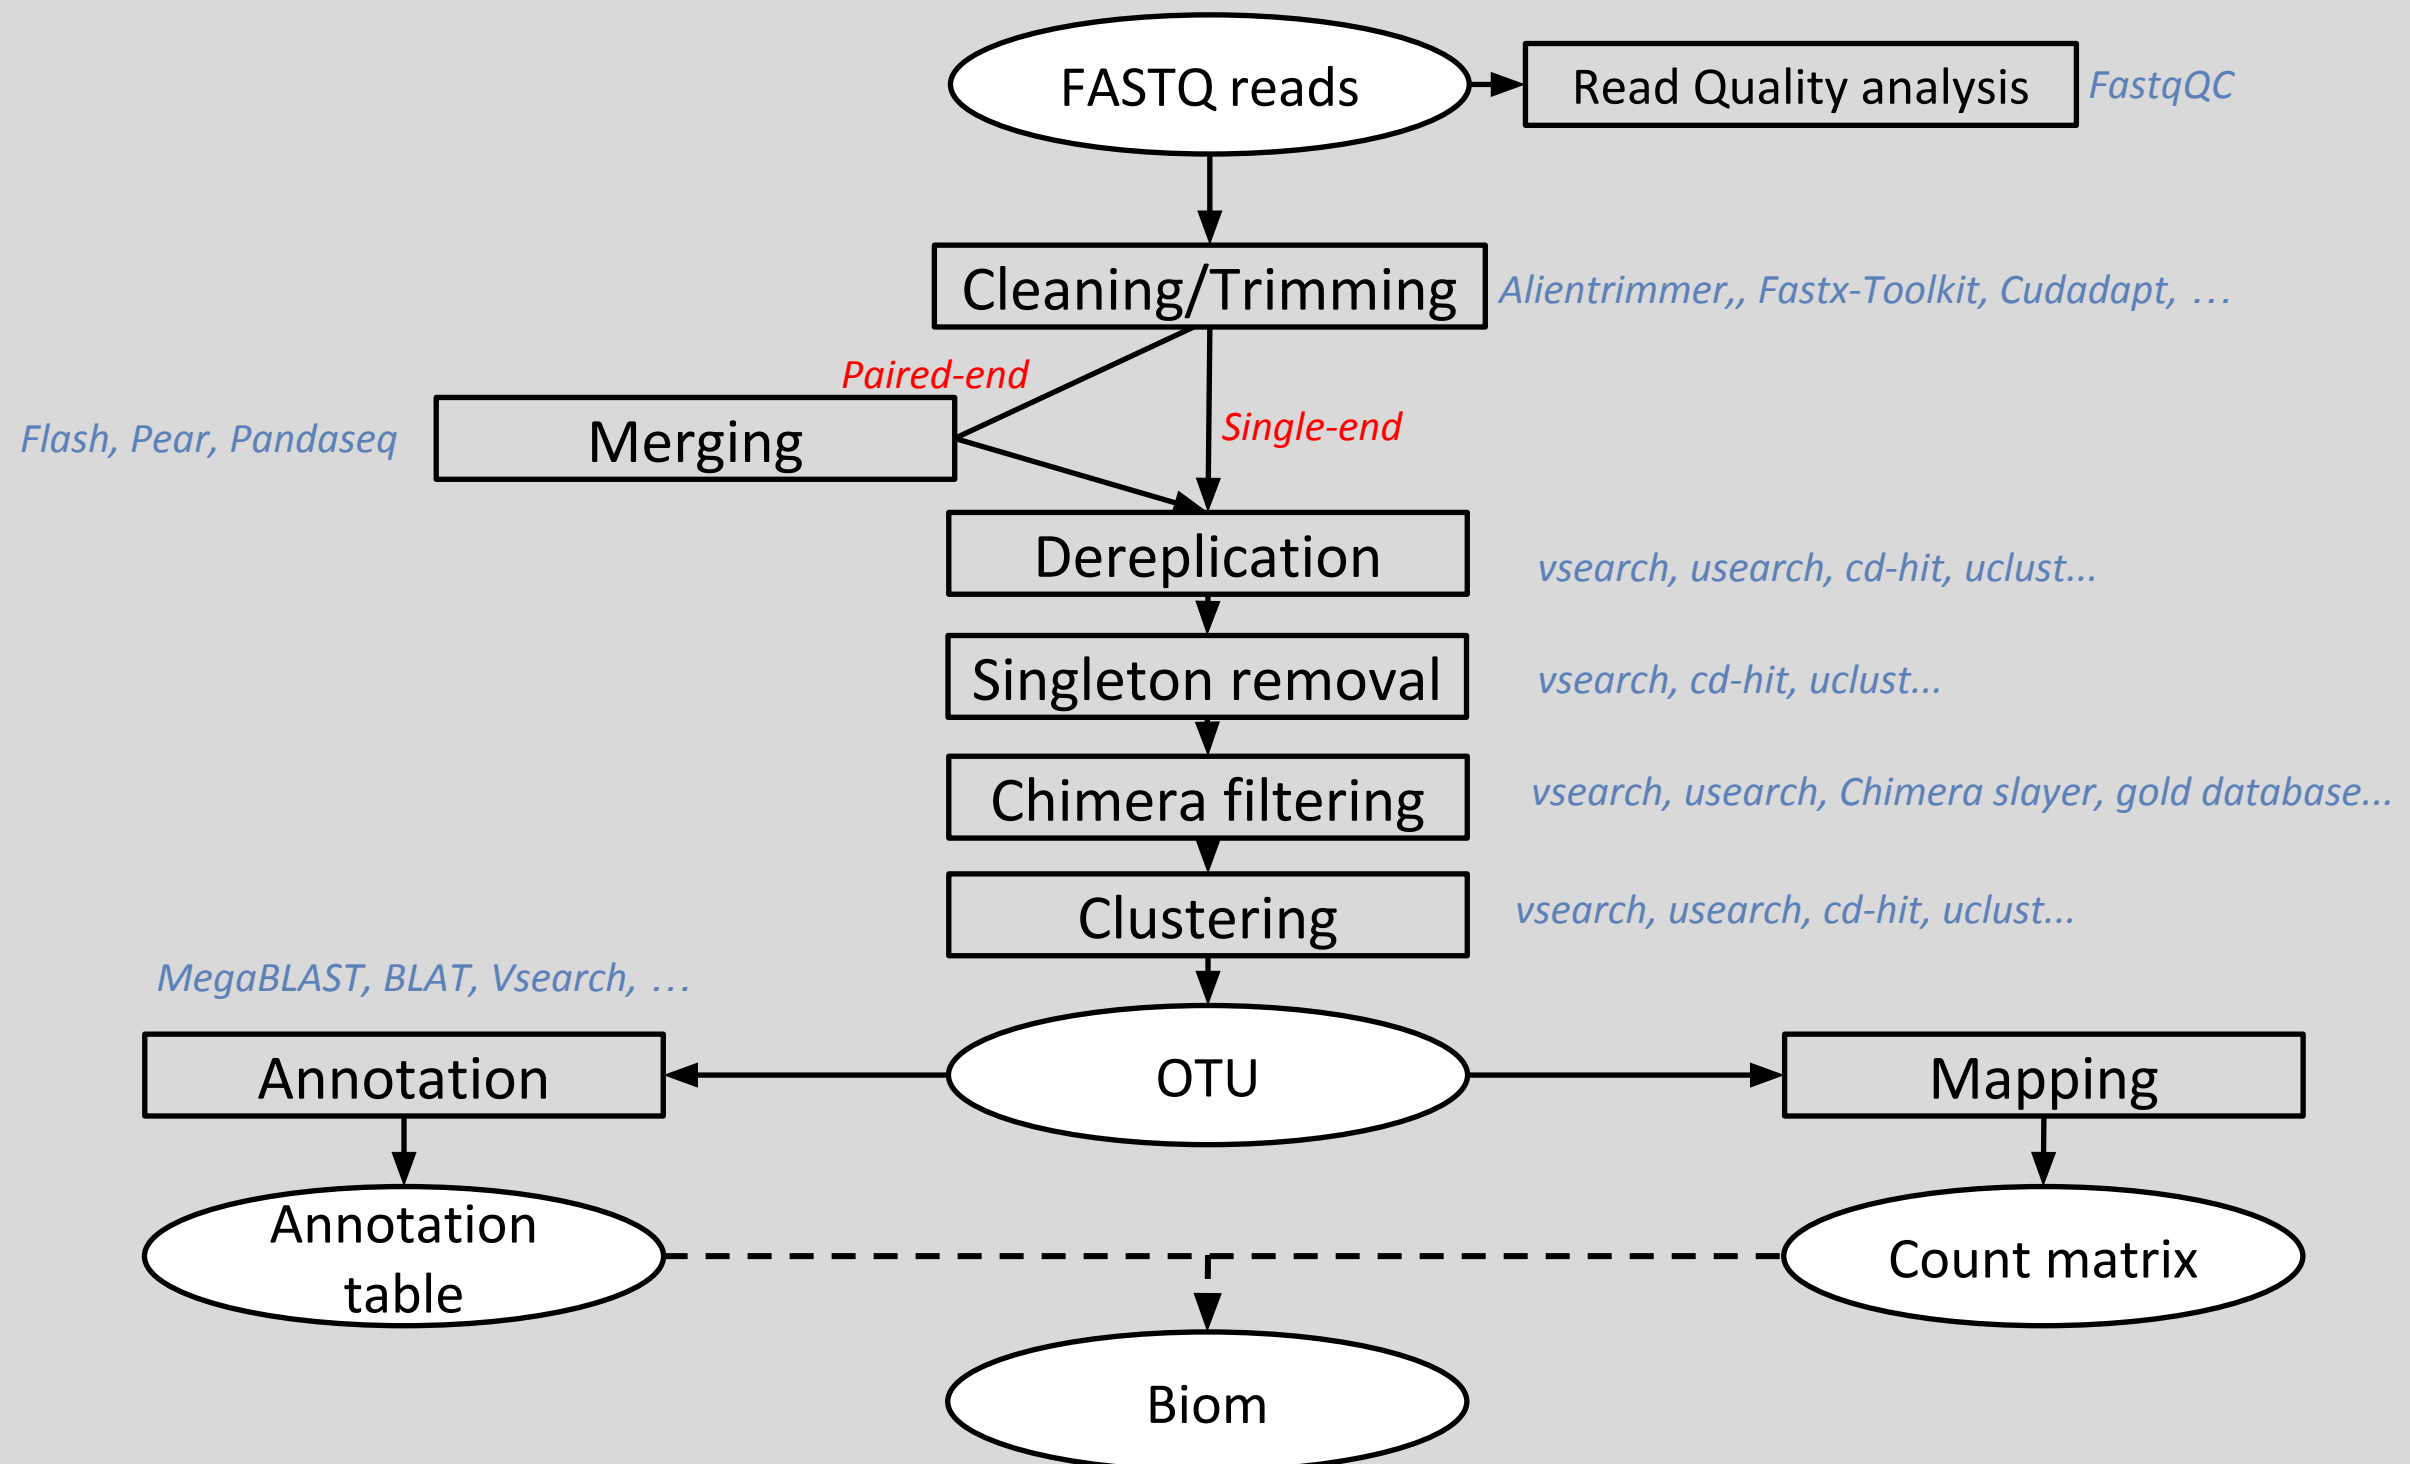 FASTQ reads
Read Quality analysis
FastqQC
Cleaning/Trimming
Alientrimmer,, Fastx-Toolkit, Cudadapt, …
Paired-end
Single-end
Flash, Pear, Pandaseq
Merging
Dereplication
vsearch, usearch, cd-hit, uclust...
Singleton removal
vsearch, cd-hit, uclust...
Chimera filtering
vsearch, usearch, Chimera slayer, gold database...
Clustering
vsearch, usearch, cd-hit, uclust...
MegaBLAST, BLAT, Vsearch, …
Annotation
OTU
Mapping
Annotation
table
Count matrix
Biom